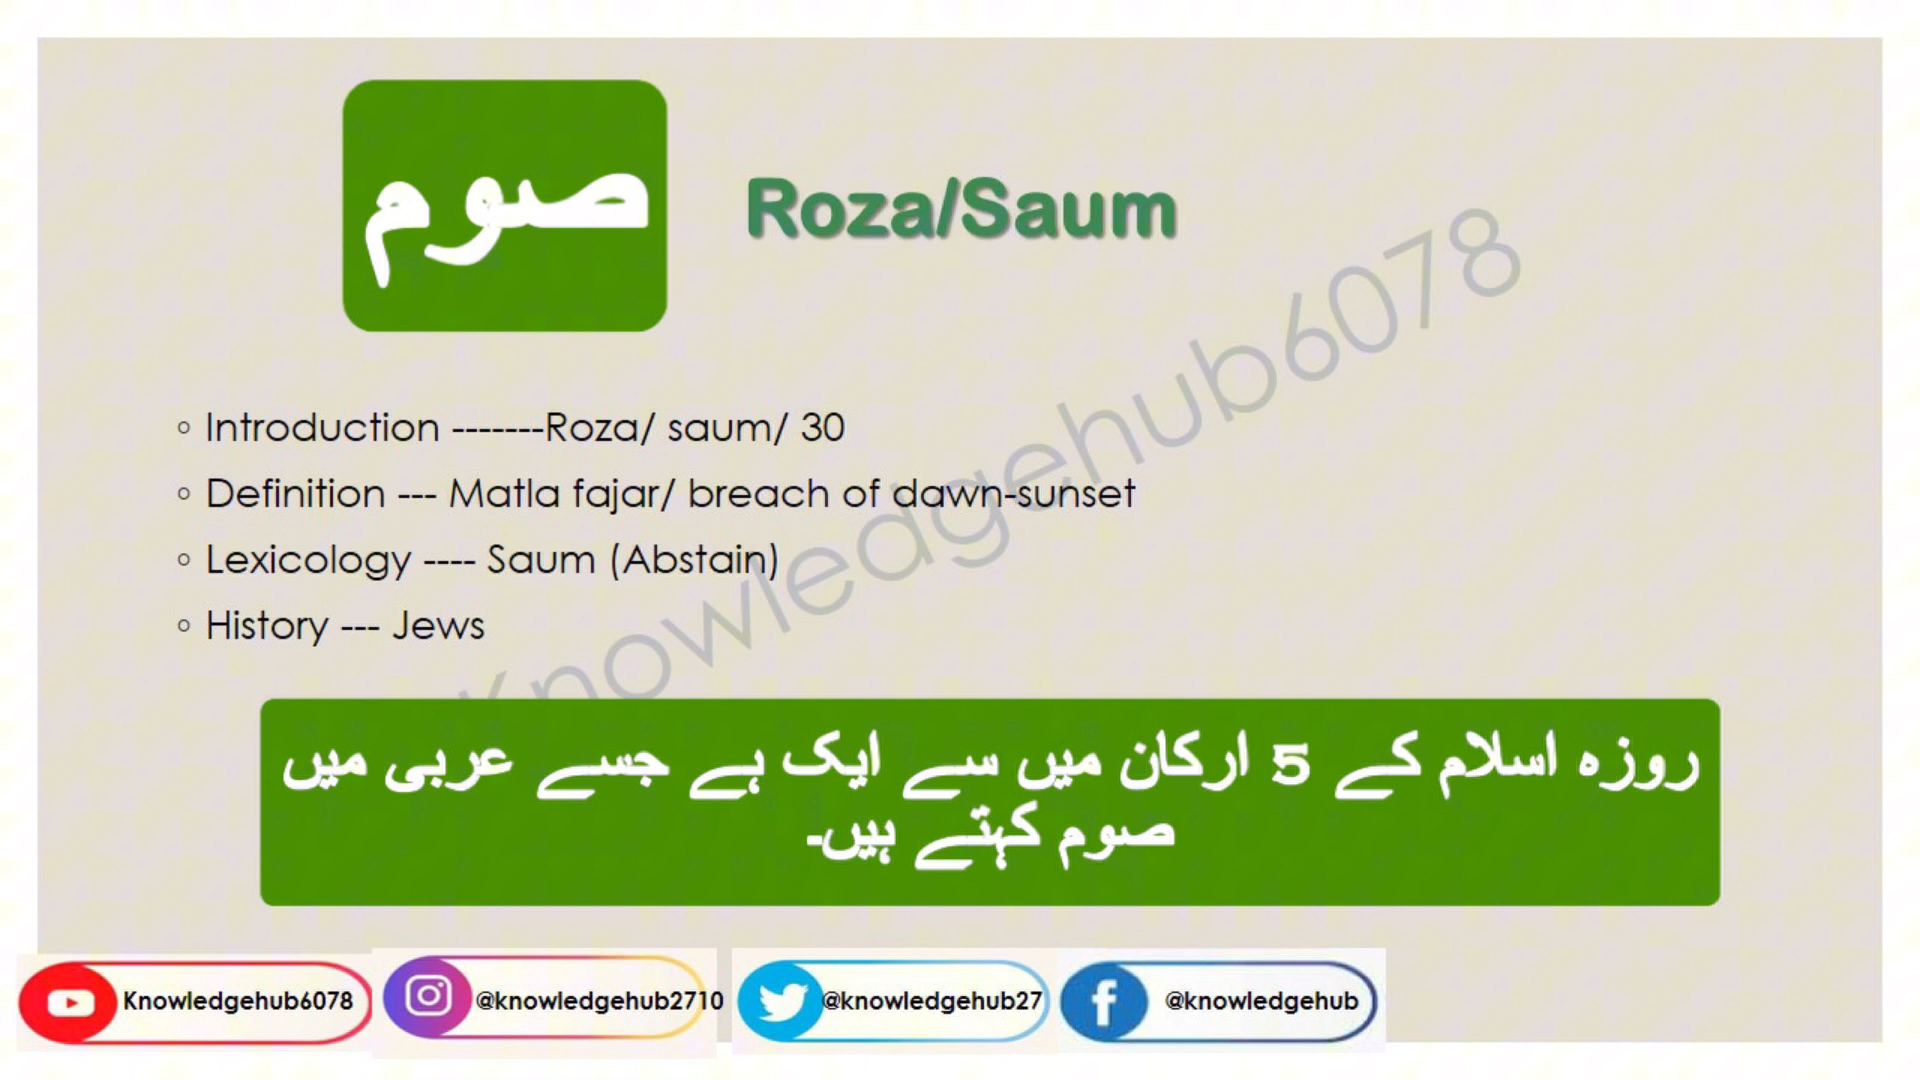 صوم
Roza/Saum
Introduction -------Roza/ saum/ 30
Definition --- Matla fajar/ breach of dawn-sunset
Lexicology ---- Saum (Abstain)
History --- Jews
Knowledgehub6078
روزہ اسلام کے 5 ارکان میں سے ایک ہے جسے عربی میں
صوم کہتے ہیں۔
Knowledgehub6078
@knowledgehub2710
@knowledgehub27
@knowledgehub